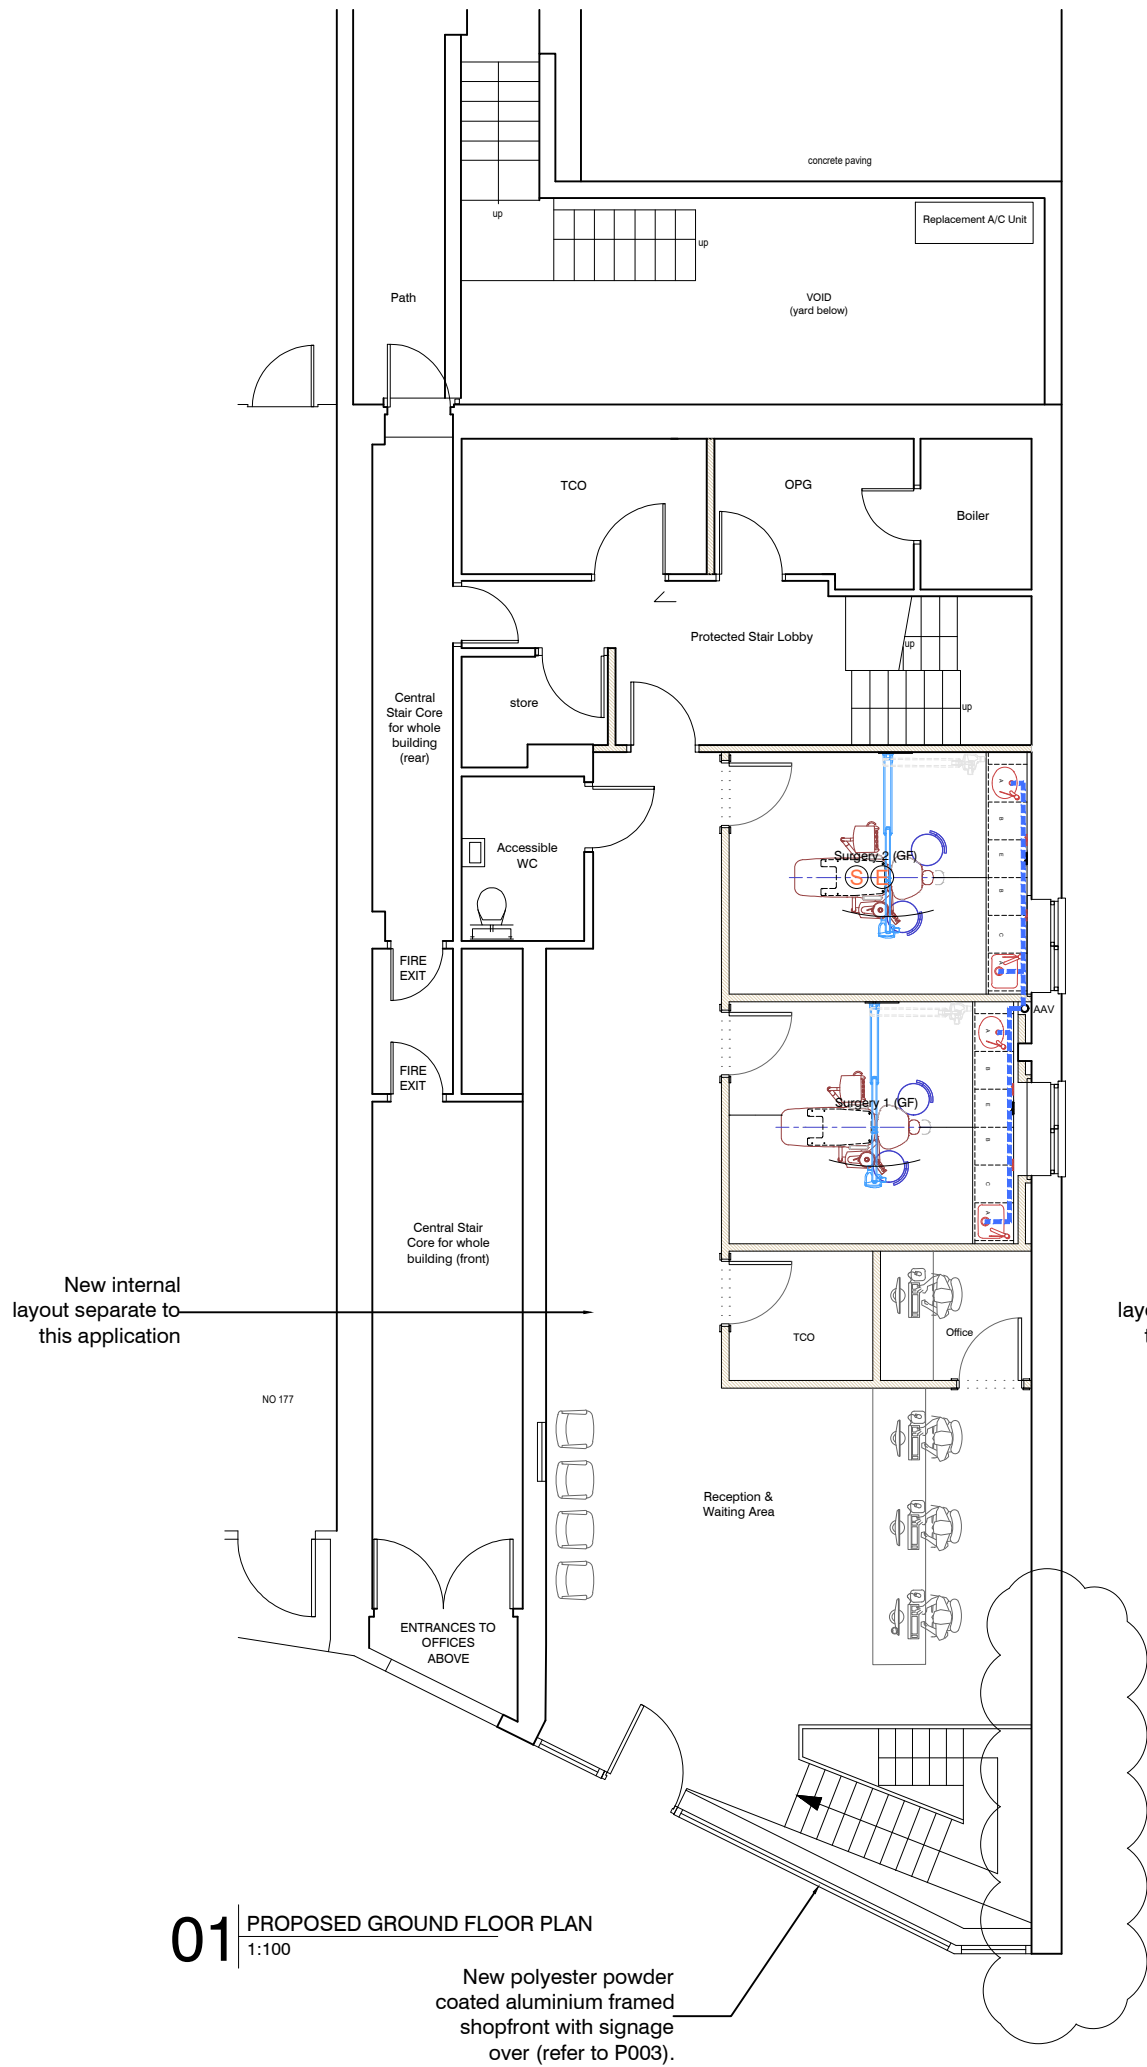 concrete paving
Replacement A/C Unit
up
up
Path
VOID
(yard below)
TCO
OPG
Boiler
Protected Stair Lobby
up
up
store
Central
Stair Core
for whole
building
(rear)
Accessible
WC
Surgery 2 (GF)
S E
A
B
E
B
C
A
FIRE
EXIT
AAV
FIRE
EXIT
Surgery 1 (GF)
A
B
E
B
C
A
Central Stair
Core for whole
building (front)
New internal
layout separate to
this application
TCO
Office
NO 177
Reception &
Waiting Area
ENTRANCES TO
OFFICES
ABOVE
01
PROPOSED GROUND FLOOR PLAN
1:100
New polyester powder
coated aluminium framed
shopfront with signage
over (refer to P003).